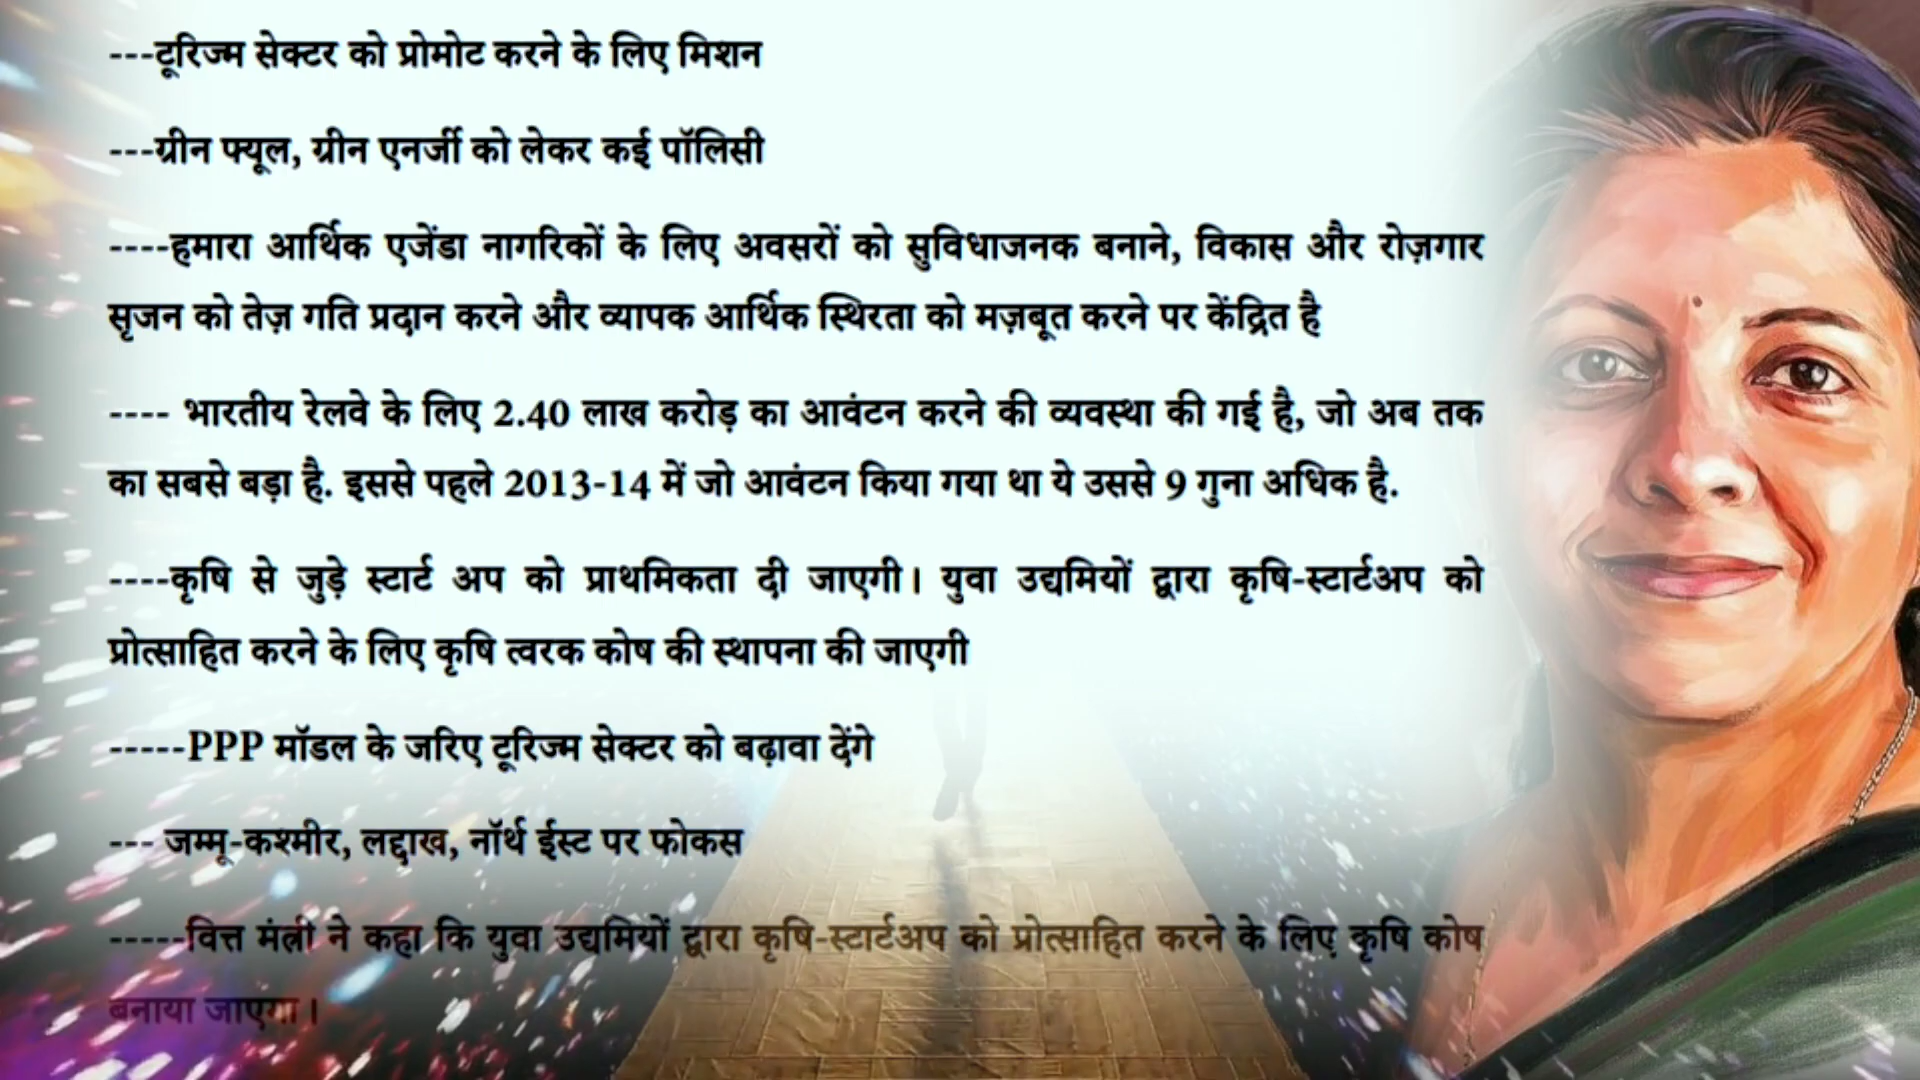 ---टूरिज्म सेक्टर को प्रोमोट करने के लिए मिशन
---ग्रीन फ्यूल, ग्रीन एनर्जी को लेकर कई पॉलिसी
----हमारा आर्थिक एजेंडा नागरिकों के लिए अवसरों को सुविधाजनक बनाने, विकास और रोज़गार
सृजन को तेज़ गति प्रदान करने और व्यापक आर्थिक स्थिरता को मज़बूत करने पर केंद्रित है
---- भारतीय रेलवे के लिए 2.40 लाख करोड़ का आवंटन करने की व्यवस्था की गई है, जो अब तक
का सबसे बड़ा है. इससे पहले 2013-14 में जो आवंटन किया गया था ये उससे 9 गुना अधिक है.
----कृषि से जुड़े स्टार्ट अप को प्राथमिकता दी जाएगी। युवा उद्यमियों द्वारा कृषि-स्टार्टअप को
प्रोत्साहित करने के लिए कृषि त्वरक कोष की स्थापना की जाएगी
-----PPP मॉडल के जरिए टूरिज्म सेक्टर को बढ़ावा देंगे
--- जम्मू-कश्मीर, लद्दाख, नॉर्थ ईस्ट पर फोकस
-----वित्त मंत्री ने कहा कि युवा उद्यमियों द्वारा कृषि-स्टार्टअप को प्रोत्साहित करने के लिए कृषि कोष
बनाया जाएगा।